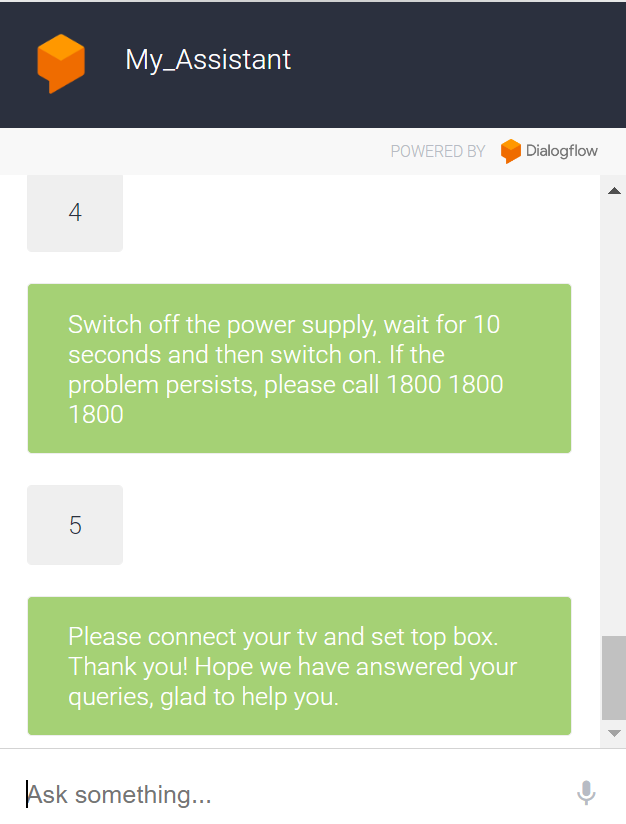 My_Assistant
POWERED BY Dialogflow
4
Switch off the power supply, wait for 10
seconds and then switch on. If the
problem persists, please call 1800 1800
1800
5
Please connect your tv and set top box.
Thank you! Hope we have answered your
queries, glad to help you.
Ask something...